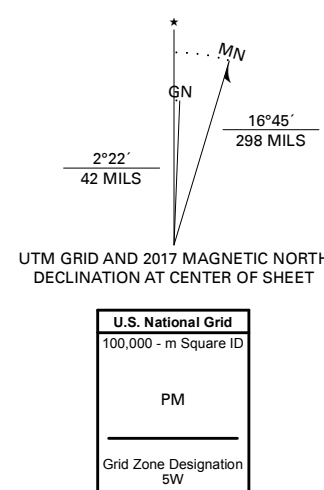 ★
MN
GN
16°45´
298 MILS
2°22´
42 MILS
UTM GRID AND 2017 MAGNETIC NORTH
DECLINATION AT CENTER OF SHEET
U.S. National Grid
100,000 - m Square ID
PM
Grid Zone Designation
5W